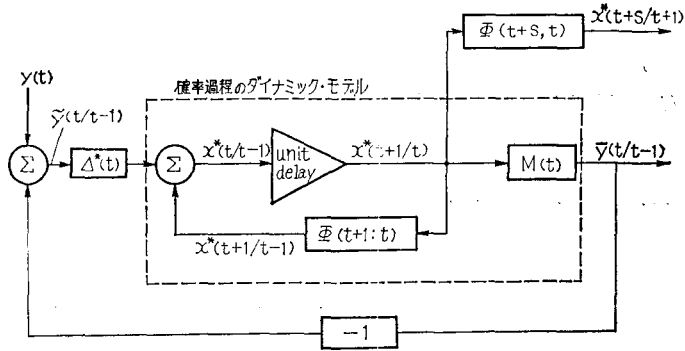 Φ(t+s,t)
x*(t+s/t+1)
y(t)
確率過程のダイナミック・モデル
ỹ(t/t-1)
Σ
Δ*(t)
Σ
x*(t/t-1)
unit
delay
x*(t+1/t)
M(t)
ȳ(t/t-1)
Φ(t+1:t)
x*(t+1/t-1)
-1